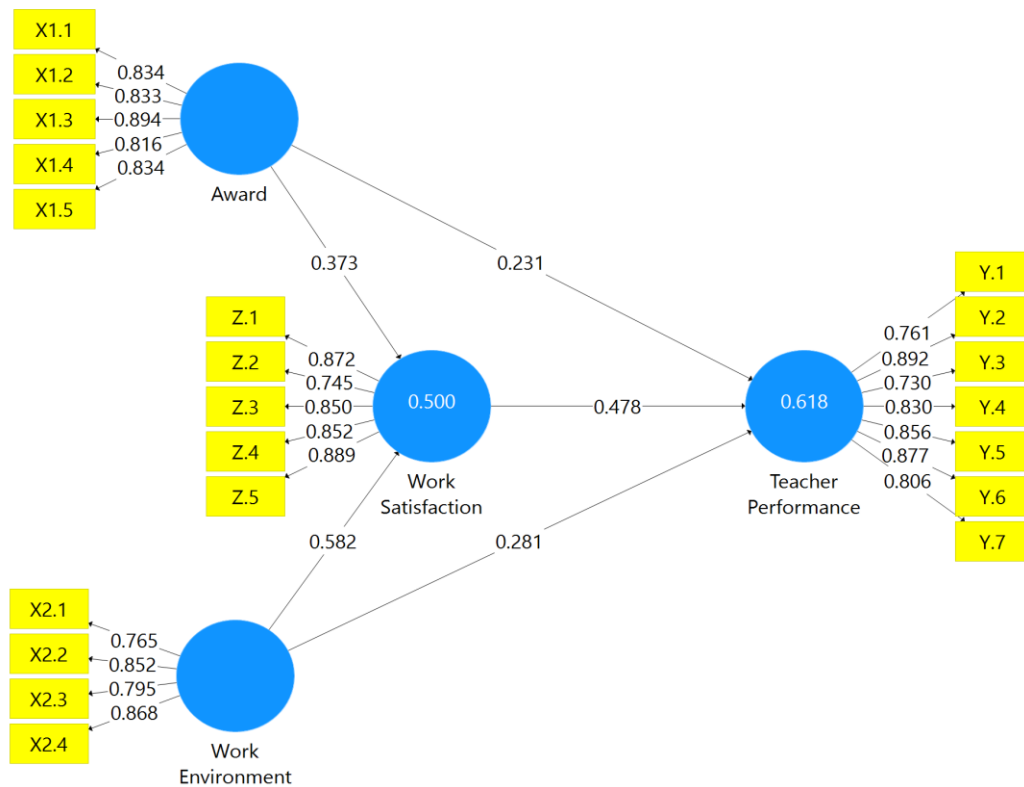 X1.1
X1.2
X1.3
X1.4
X1.5
0.834
0.833
0.894
0.816
0.834
Award
0.373
0.231
Z.1
Z.2
Z.3
Z.4
Z.5
0.872
0.745
0.850
0.852
0.889
0.500
Work
Satisfaction
0.478
0.618
Teacher
Performance
0.761
0.892
0.730
0.830
0.856
0.877
0.806
Y.1
Y.2
Y.3
Y.4
Y.5
Y.6
Y.7
0.582
0.281
X2.1
X2.2
X2.3
X2.4
0.765
0.852
0.795
0.868
Work
Environment